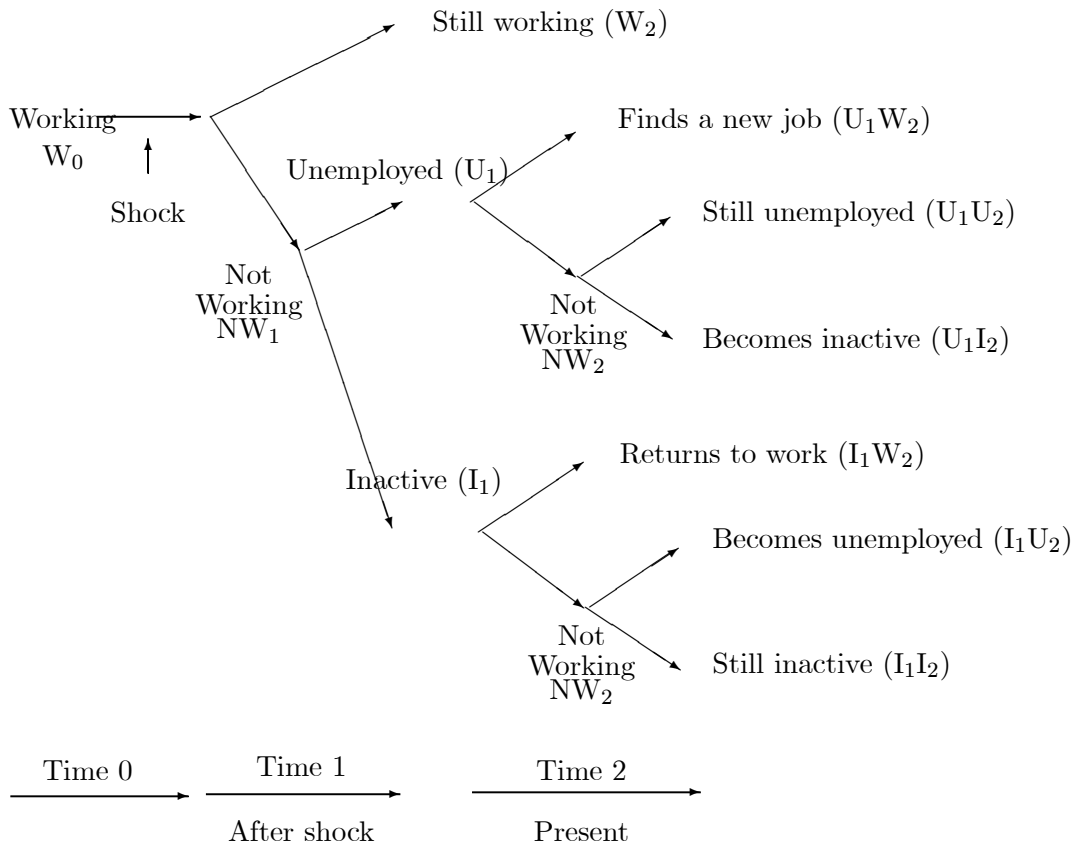 Still working (W₂)
Working
W₀
Shock
Finds a new job (U₁W₂)
Unemployed (U₁)
Still unemployed (U₁U₂)
Not
Working
NW₁
Not
Working
NW₂
Becomes inactive (U₁I₂)
Returns to work (I₁W₂)
Inactive (I₁)
Becomes unemployed (I₁U₂)
Not
Working
NW₂
Still inactive (I₁I₂)
Time 0
Time 1
Time 2
After shock
Present